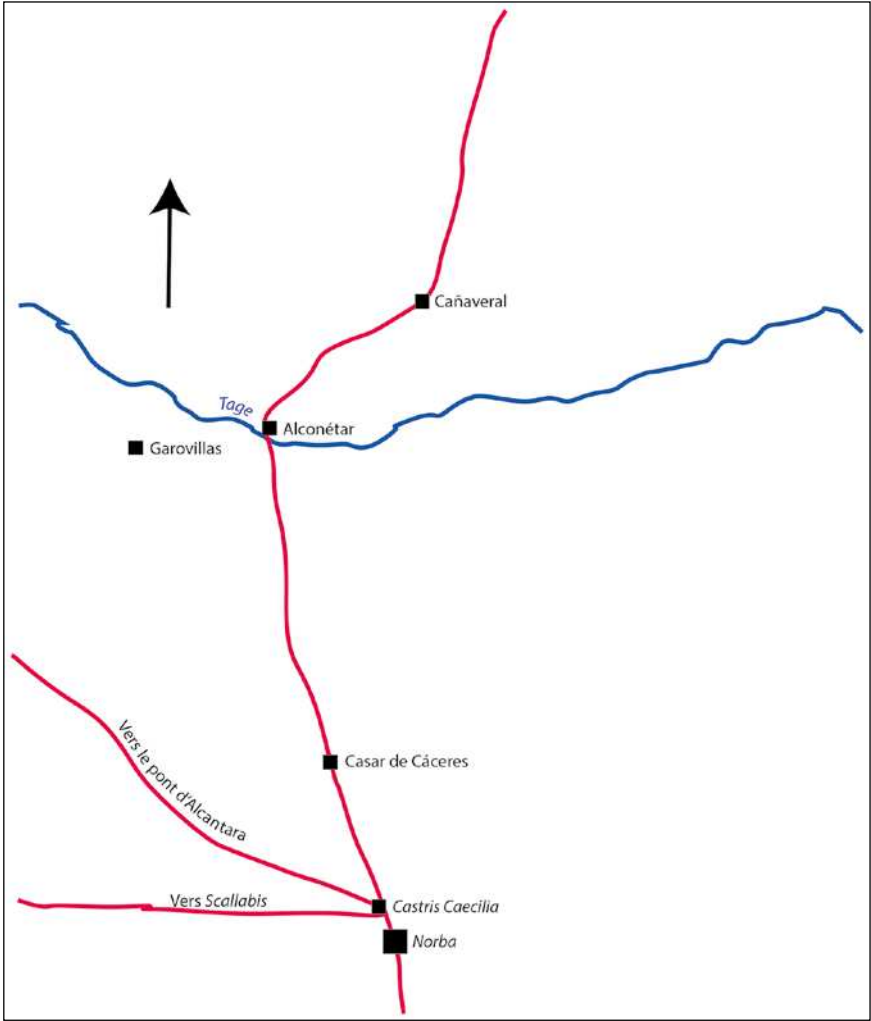 Cañaveral
Tage
Alconétar
Garovillas
Vers le pont d'Alcantara
Casar de Cáceres
Vers Scallabis
Castris Caecilia
Norba